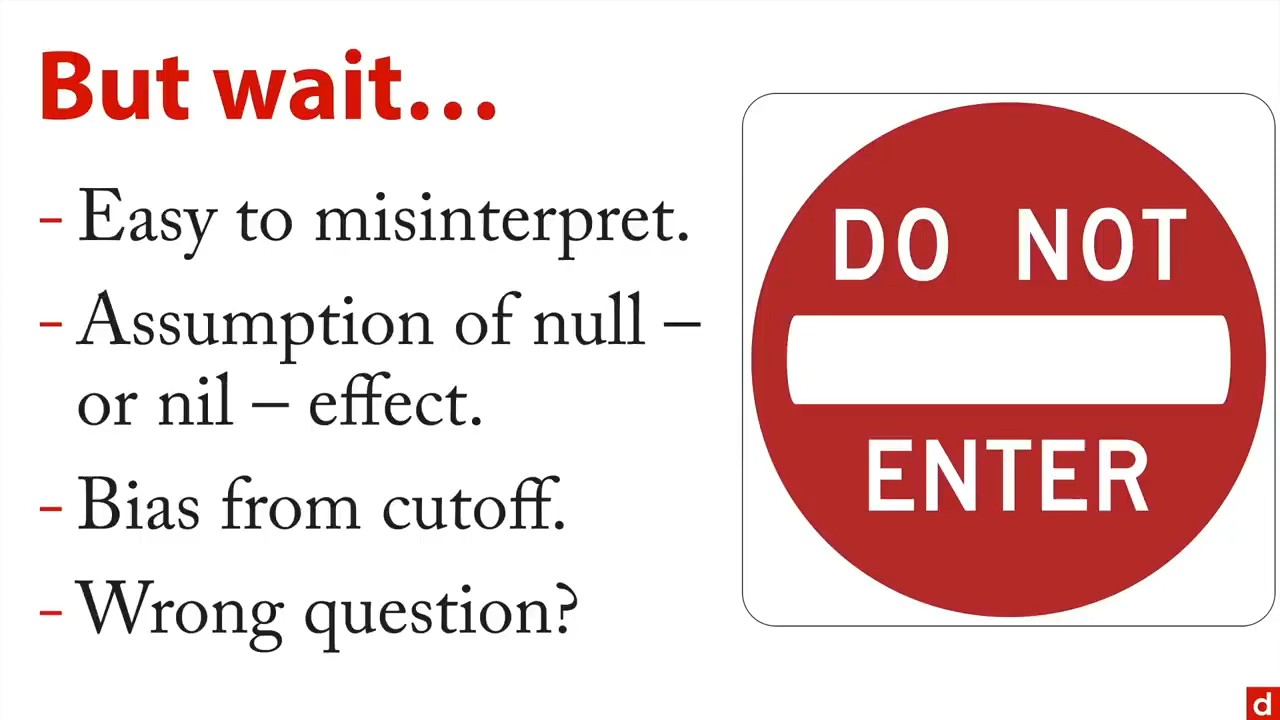 But wait…
- Easy to misinterpret.
- Assumption of null –
or nil – effect.
- Bias from cutoff.
- Wrong question?
DO NOT
ENTER
d